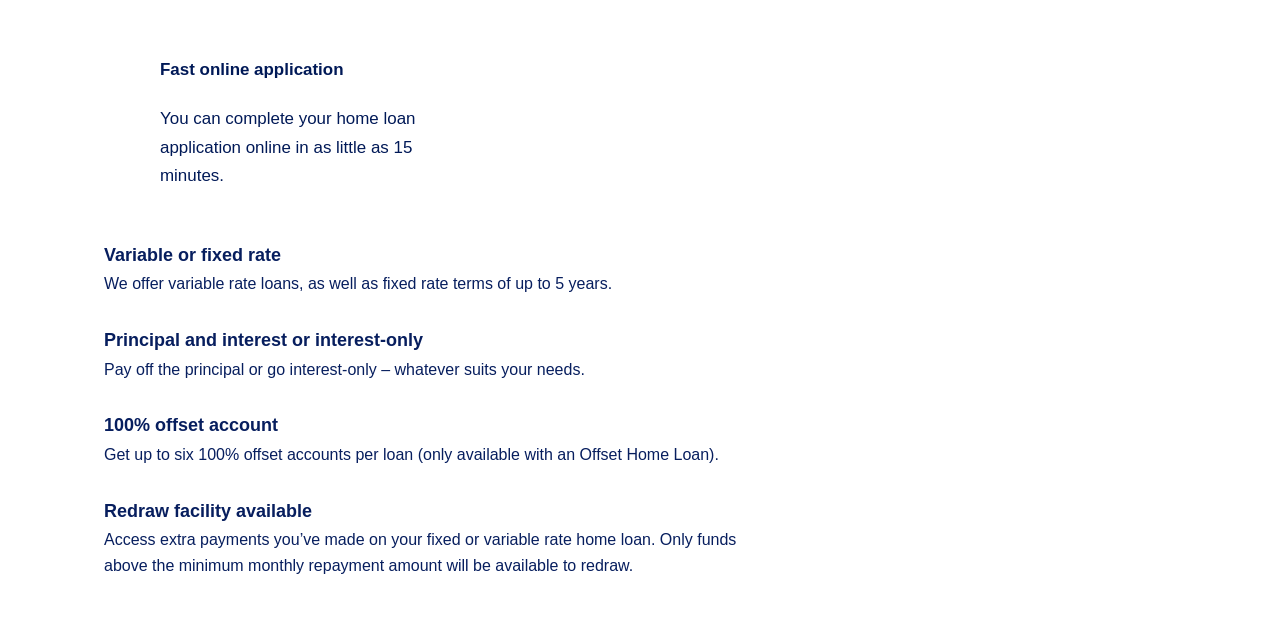 Fast online application
You can complete your home loan
application online in as little as 15
minutes.
Variable or fixed rate
We offer variable rate loans, as well as fixed rate terms of up to 5 years.
Principal and interest or interest-only
Pay off the principal or go interest-only – whatever suits your needs.
100% offset account
Get up to six 100% offset accounts per loan (only available with an Offset Home Loan).
Redraw facility available
Access extra payments you’ve made on your fixed or variable rate home loan. Only funds
above the minimum monthly repayment amount will be available to redraw.